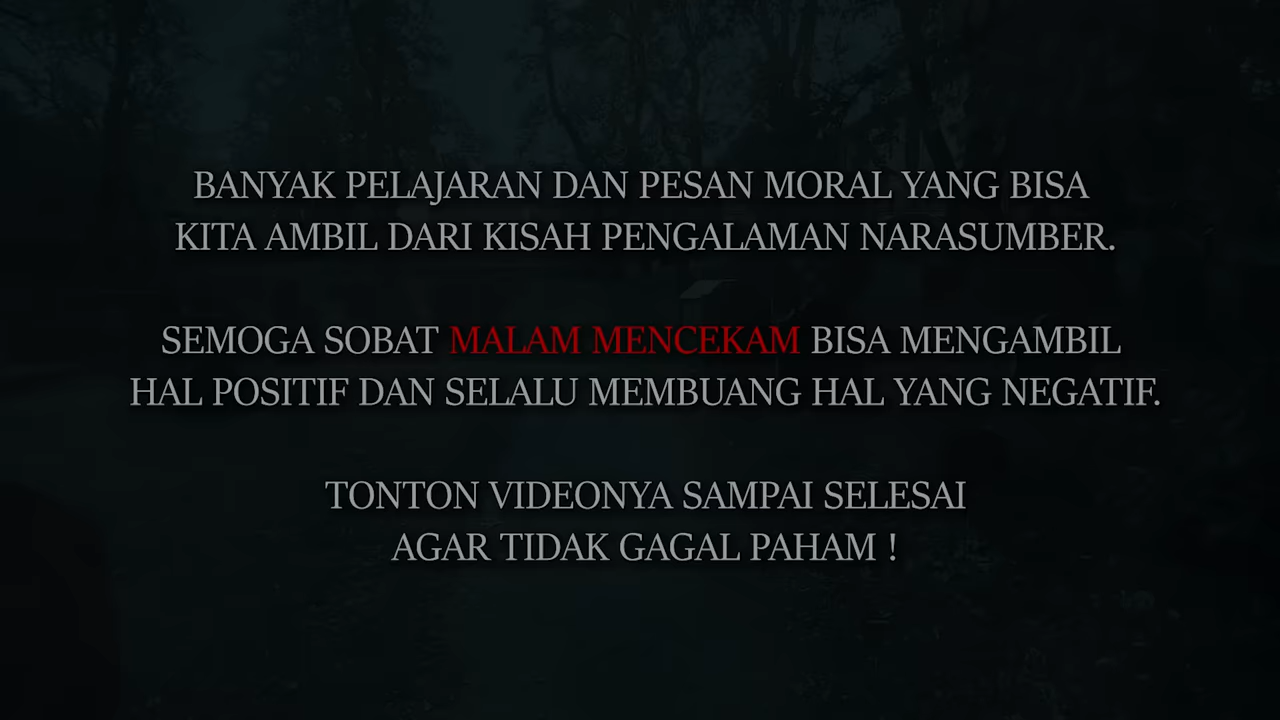 BANYAK PELAJARAN DAN PESAN MORAL YANG BISA
KITA AMBIL DARI KISAH PENGALAMAN NARASUMBER.
SEMOGA SOBAT MALAM MENCEKAM BISA MENGAMBIL
HAL POSITIF DAN SELALU MEMBUANG HAL YANG NEGATIF.
TONTON VIDEONYA SAMPAI SELESAI
AGAR TIDAK GAGAL PAHAM !